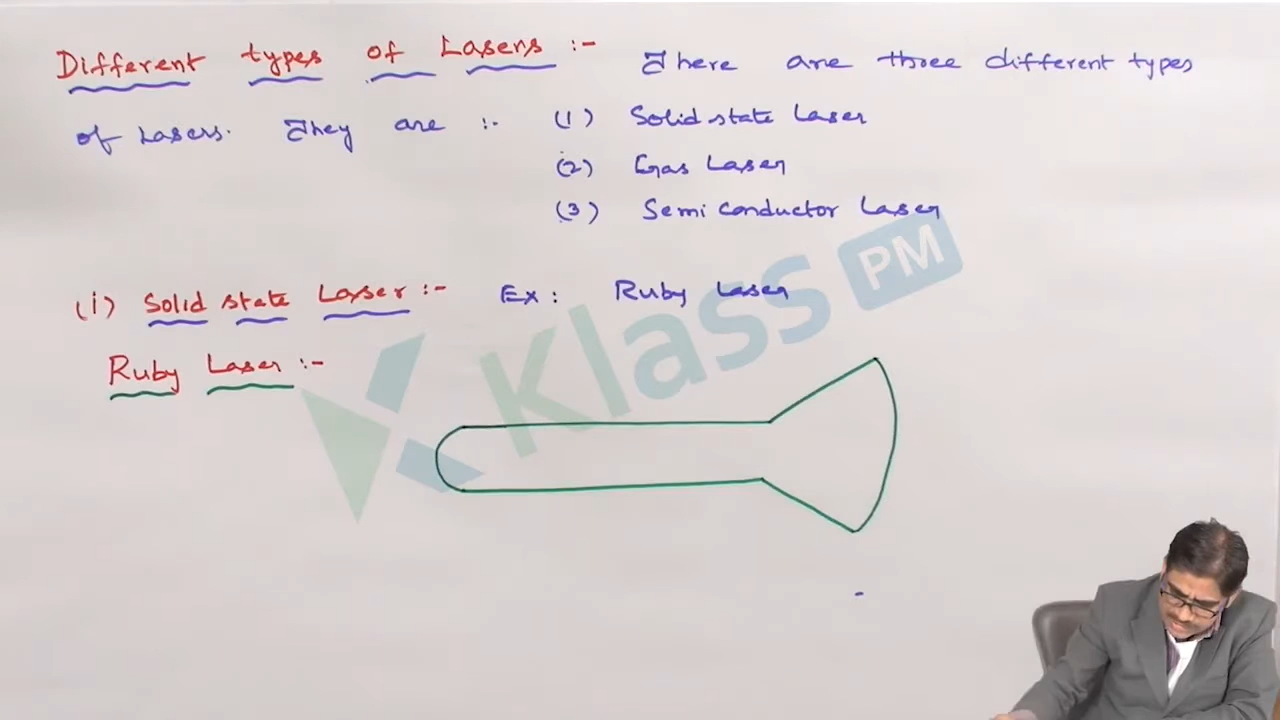 Different types of Lasers :- There are three different types
of Lasers. They are :- (1) Solid state Laser
(2) Gas Laser
(3) Semi conductor Laser
(i) Solid state Laser :- Ex : Ruby Laser
Ruby Laser :-
Klass PM